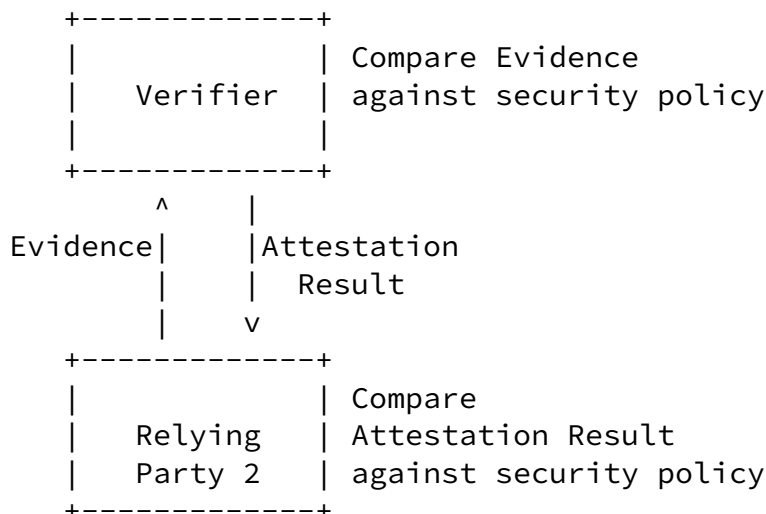 Compare Evidence
Verifier against security policy
Evidence Attestation
Result
Compare
Relying Attestation Result
Party 2 against security policy